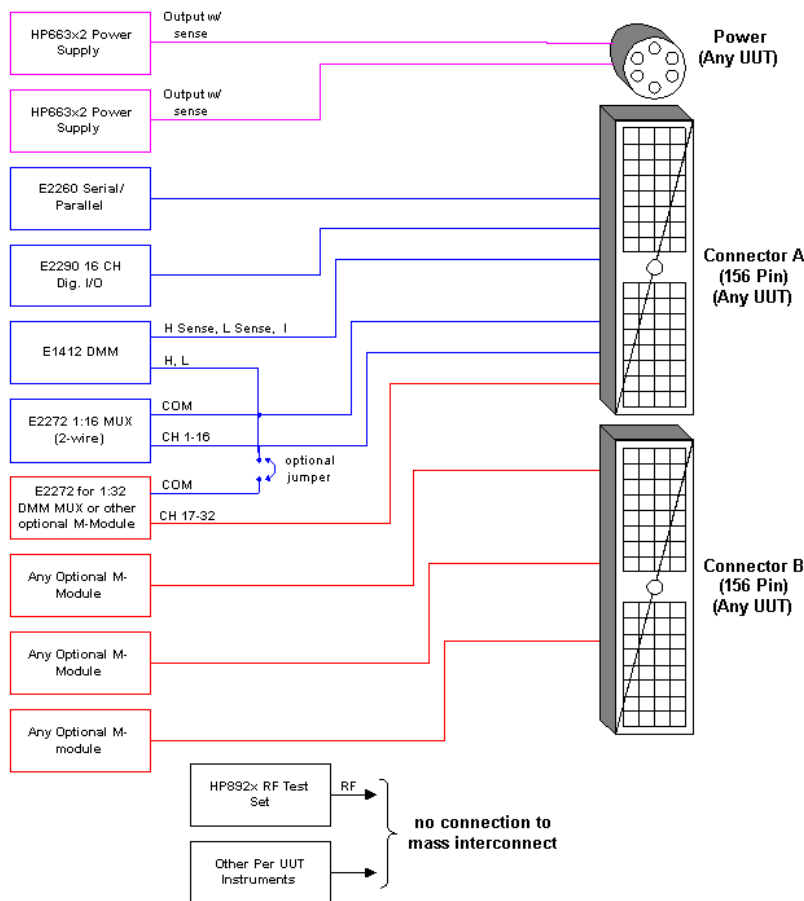 Output w/
sense
HP663x2 Power
Supply
Power
(Any UUT)
Output w/
sense
HP663x2 Power
Supply
E2260 Serial/
Parallel
E2290 16 CH
Dig. I/O
Connector A
(156 Pin)
(Any UUT)
H Sense, L Sense, I
E1412 DMM
H, L
COM
E2272 1:16 MUX
(2-wire)
CH 1-16
optional
jumper
COM
E2272 for 1:32
DMM MUX or other
optional M-Module
CH 17-32
Any Optional M-
Module
Connector B
(156 Pin)
(Any UUT)
Any Optional M-
Module
Any Optional M-
module
HP892x RF Test
Set
RF
no connection to
mass interconnect
Other Per UUT
Instruments